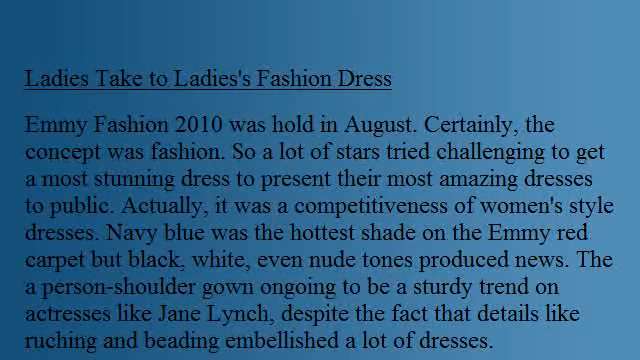 Ladies Take to Ladies's Fashion Dress
Emmy Fashion 2010 was hold in August. Certainly, the
concept was fashion. So a lot of stars tried challenging to get
a most stunning dress to present their most amazing dresses
to public. Actually, it was a competitiveness of women's style
dresses. Navy blue was the hottest shade on the Emmy red
carpet but black, white, even nude tones produced news. The
a person-shoulder gown ongoing to be a sturdy trend on
actresses like Jane Lynch, despite the fact that details like
ruching and beading embellished a lot of dresses.